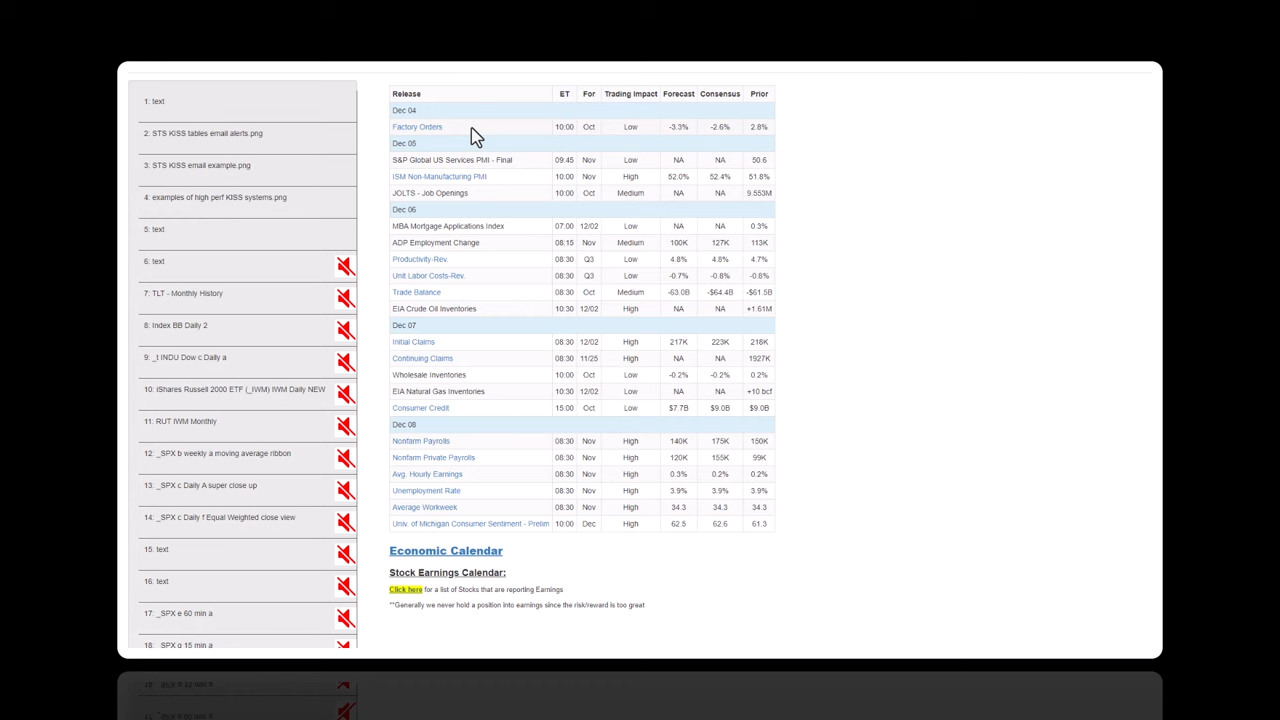 1: text
2: STS KISS tables email alerts.png
3: STS KISS email example.png
4: examples of high perf KISS systems.png
5: text
6: text
7: TLT - Monthly History
8: Index BB Daily 2
9: _t INDU Dow c Daily a
10: iShares Russell 2000 ETF (_IWM) IWM Daily NEW
11: RUT IWM Monthly
12: _SPX b weekly a moving average ribbon
13: _SPX c Daily A super close up
14: _SPX c Daily f Equal Weighted close view
15: text
16: text
17: _SPX e 60 min a
18: _SPX g 15 min a
Release ET For Trading Impact Forecast Consensus Prior
Dec 04
Factory Orders 10:00 Oct Low -3.3% -2.6% 2.8%
Dec 05
S&P Global US Services PMI - Final 09:45 Nov Low NA NA 50.6
ISM Non-Manufacturing PMI 10:00 Nov High 52.0% 52.4% 51.8%
JOLTS - Job Openings 10:00 Oct Medium NA NA 9.553M
Dec 06
MBA Mortgage Applications Index 07:00 12/02 Low NA NA 0.3%
ADP Employment Change 08:15 Nov Medium 100K 127K 113K
Productivity-Rev. 08:30 Q3 Low 4.8% 4.8% 4.7%
Unit Labor Costs-Rev. 08:30 Q3 Low -0.7% -0.8% -0.8%
Trade Balance 08:30 Oct Medium -63.0B -$64.4B -$61.5B
EIA Crude Oil Inventories 10:30 12/02 High NA NA +1.61M
Dec 07
Initial Claims 08:30 12/02 High 217K 223K 218K
Continuing Claims 08:30 11/25 High NA NA 1927K
Wholesale Inventories 10:00 Oct Low -0.2% -0.2% 0.2%
EIA Natural Gas Inventories 10:30 12/02 Low NA NA +10 bcf
Consumer Credit 15:00 Oct Low $7.7B $9.0B $9.0B
Dec 08
Nonfarm Payrolls 08:30 Nov High 140K 175K 150K
Nonfarm Private Payrolls 08:30 Nov High 120K 155K 99K
Avg. Hourly Earnings 08:30 Nov High 0.3% 0.2% 0.2%
Unemployment Rate 08:30 Nov High 3.9% 3.9% 3.9%
Average Workweek 08:30 Nov High 34.3 34.3 34.3
Univ. of Michigan Consumer Sentiment - Prelim 10:00 Dec High 62.5 62.6 61.3
Economic Calendar
Stock Earnings Calendar:
Click here for a list of Stocks that are reporting Earnings
**Generally we never hold a position into earnings since the risk/reward is too great